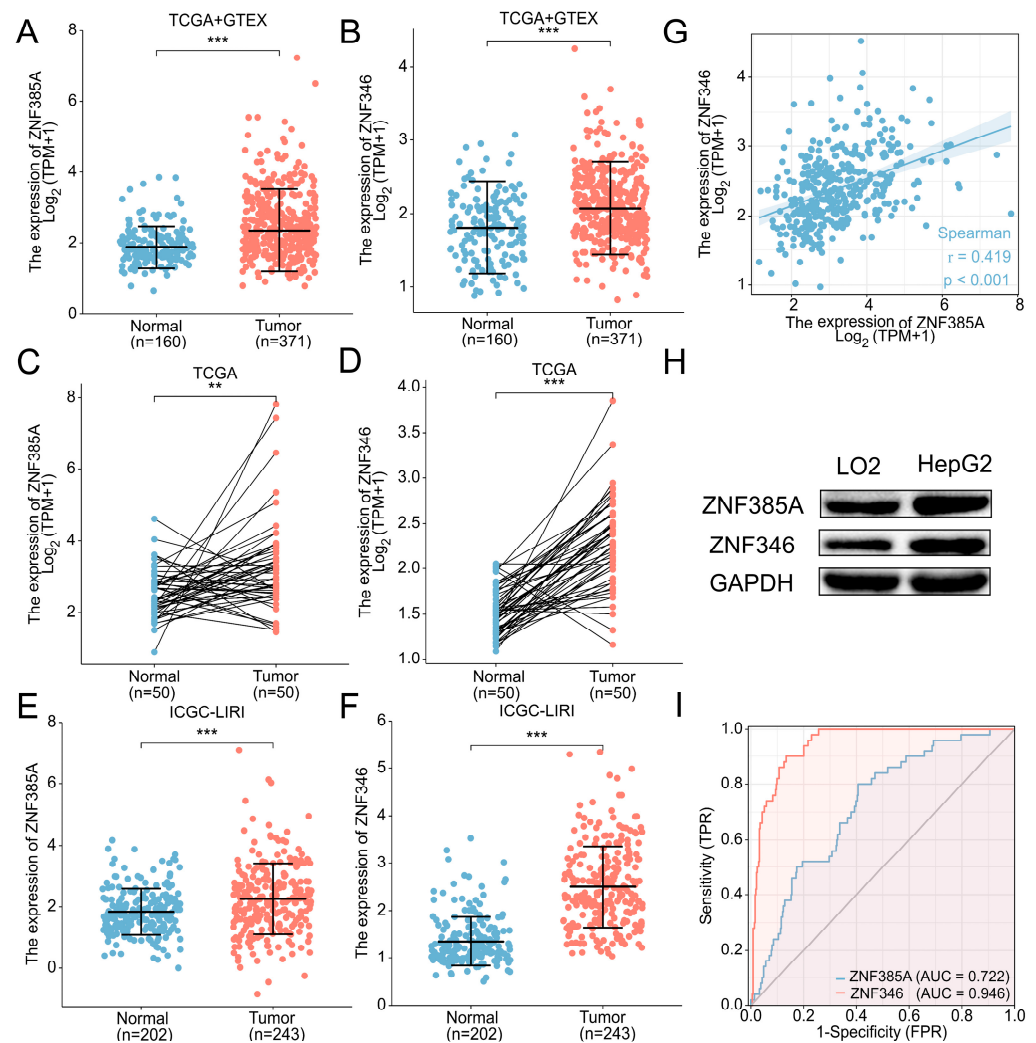 A
TCGA+GTEX
***
The expression of ZNF385A
Log2 (TPM+1)
8
6
4
2
0
Normal
(n=160)
Tumor
(n=371)
B
TCGA+GTEX
***
The expression of ZNF346
Log2 (TPM+1)
4
3
2
1
Normal
(n=160)
Tumor
(n=371)
G
The expression of ZNF346
Log2 (TPM+1)
4
3
2
1
Spearman
r = 0.419
p < 0.001
2
4
6
8
The expression of ZNF385A
Log2 (TPM+1)
C
TCGA
**
The expression of ZNF385A
Log2 (TPM+1)
8
6
4
2
Normal
(n=50)
Tumor
(n=50)
D
TCGA
***
The expression of ZNF346
Log2 (TPM+1)
4.0
3.5
3.0
2.5
2.0
1.5
1.0
Normal
(n=50)
Tumor
(n=50)
H
LO2
HepG2
ZNF385A
ZNF346
GAPDH
E
ICGC-LIRI
***
The expression of ZNF385A
8
6
4
2
0
Normal
(n=202)
Tumor
(n=243)
F
ICGC-LIRI
***
The expression of ZNF346
6
5
4
3
2
1
0
Normal
(n=202)
Tumor
(n=243)
I
Sensitivity (TPR)
1.0
0.8
0.6
0.4
0.2
0.0
ZNF385A (AUC = 0.722)
ZNF346 (AUC = 0.946)
0.0
0.2
0.4
0.6
0.8
1.0
1-Specificity (FPR)